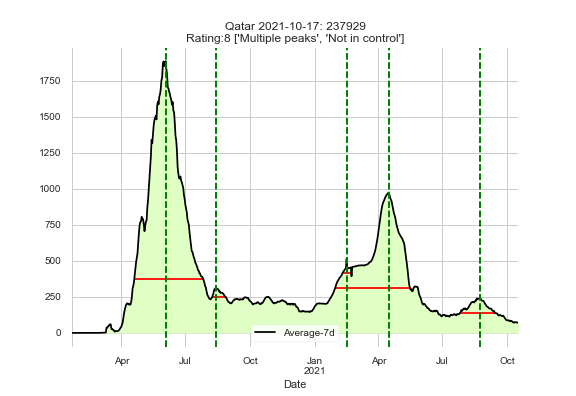 Qatar 2021-10-17: 237929
Rating:8 ['Multiple peaks', 'Not in control']
1750
1500
1250
1000
750
500
250
0
Average-7d
Apr Jul Oct Jan Apr Jul Oct
2021
Date